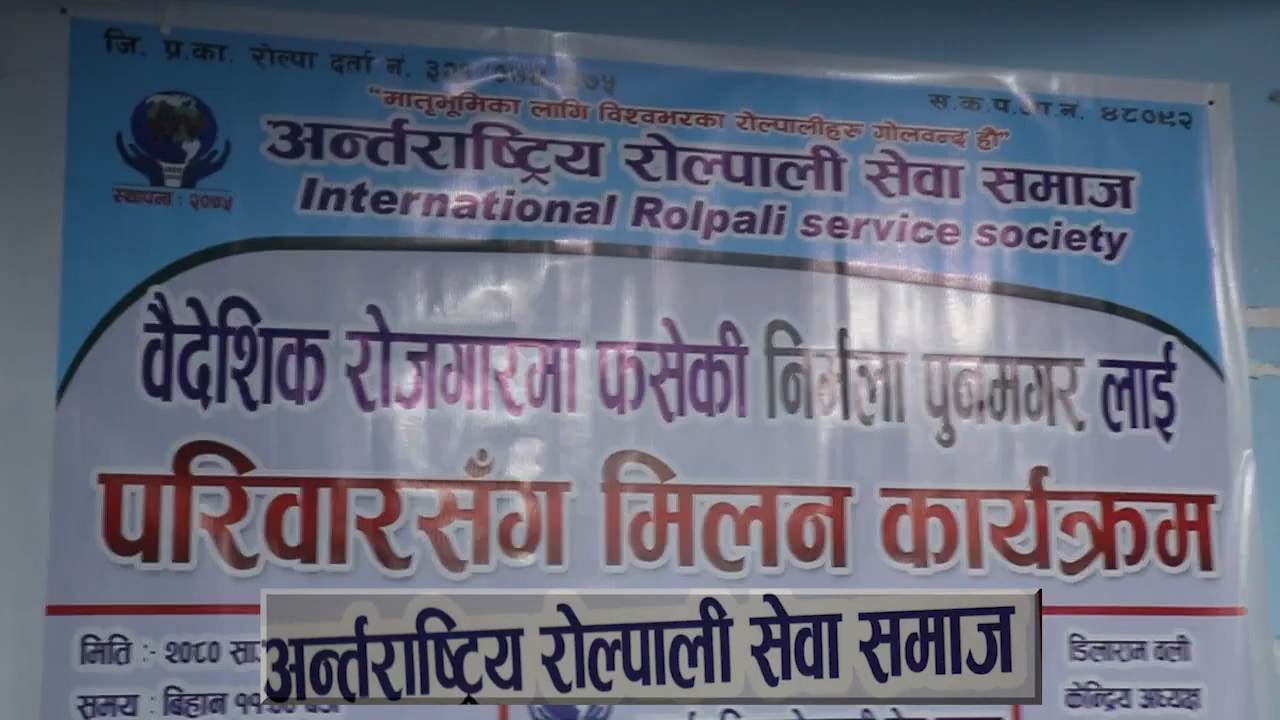 जि. प्र.का. रोल्पा दर्ता नं.
स.क.प.आ.नं. ४८०९२
“मातृभूमिका लागि विश्वभरका रोल्पालीहरु गोलवन्द हौं”
अर्न्तराष्ट्रिय रोल्पाली सेवा समाज
International Rolpali service society
स्थापना : २०७५
वैदेशिक रोजगारमा फसेकी निर्मला पुनमगर लाई
परिवारसँग मिलन कार्यक्रम
मिति :- २०८०
समय : बिहान
अर्न्तराष्ट्रिय रोल्पाली सेवा समाज
डिलाराम वली
केन्द्रिय अध्यक्ष